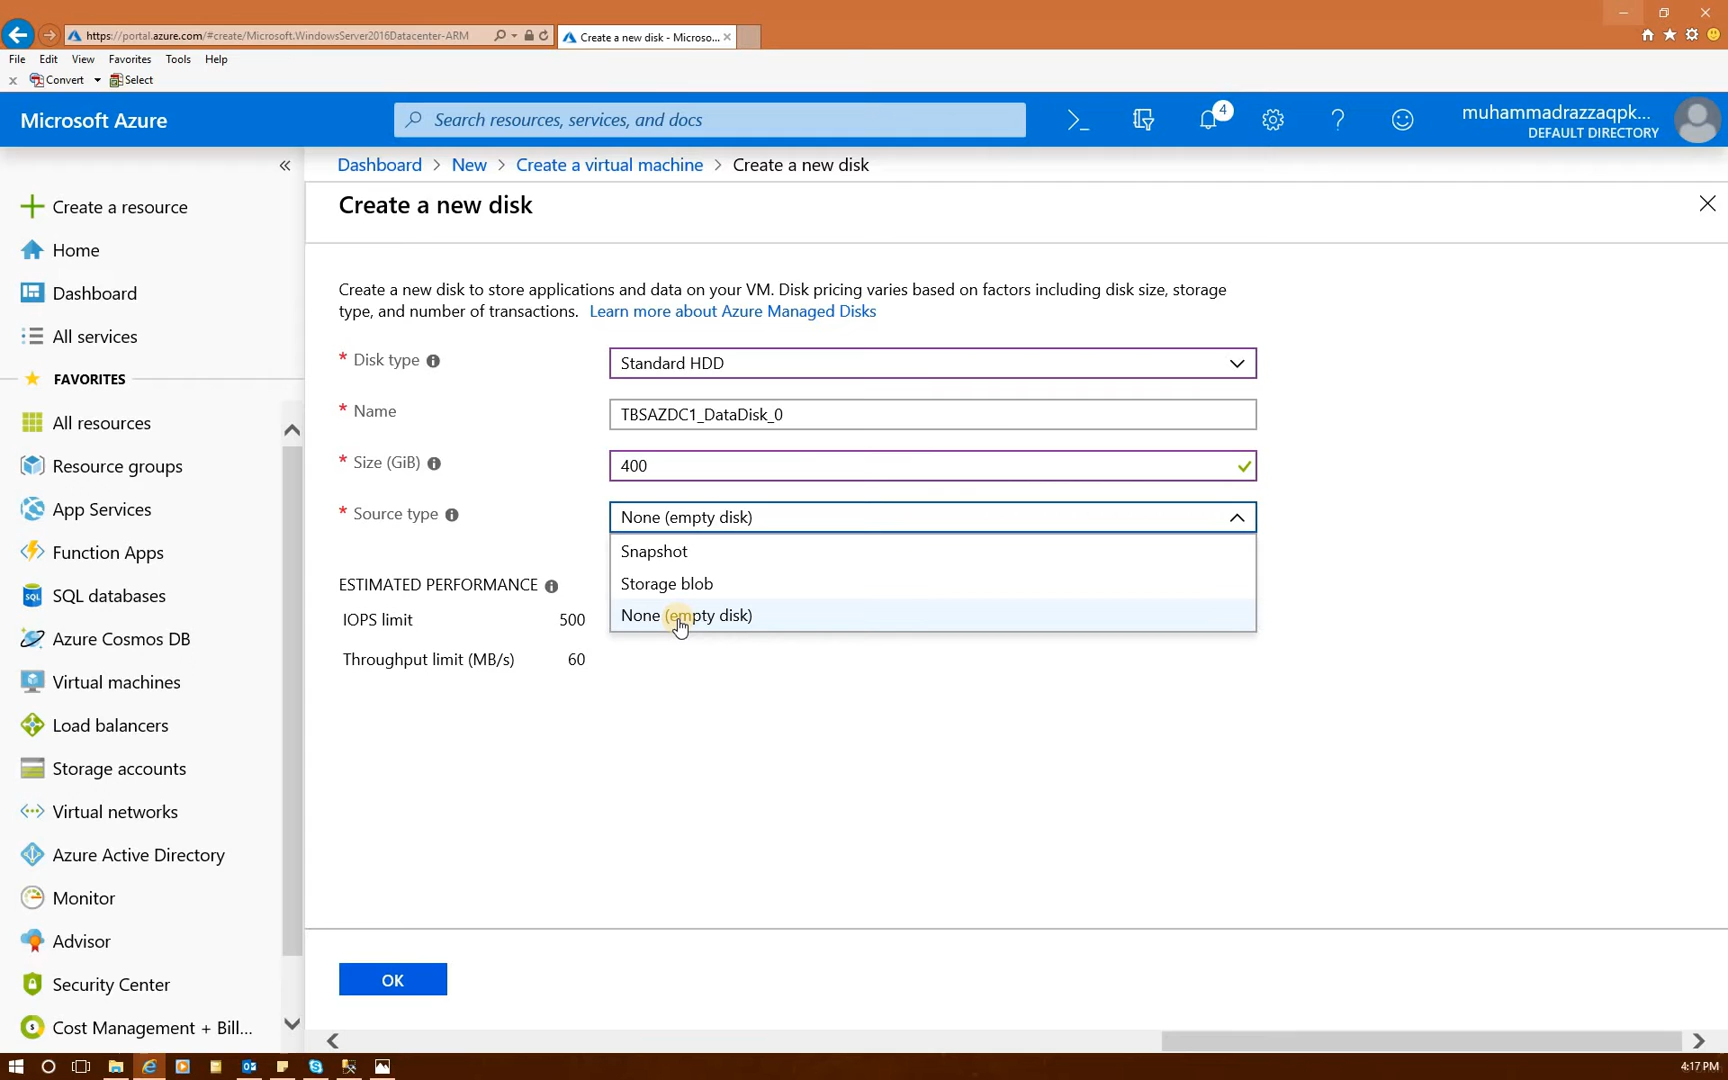 https://portal.azure.com/#create/Microsoft.WindowsServer2016Datacenter-ARM
Create a new disk - Microso...
File Edit View Favorites Tools Help
x Convert Select
Microsoft Azure
Search resources, services, and docs
4
muhammadrazzaqpk...
DEFAULT DIRECTORY
Dashboard > New > Create a virtual machine > Create a new disk
Create a new disk
Create a resource
Home
Dashboard
All services
FAVORITES
All resources
Resource groups
App Services
Function Apps
SQL databases
Azure Cosmos DB
Virtual machines
Load balancers
Storage accounts
Virtual networks
Azure Active Directory
Monitor
Advisor
Security Center
Cost Management + Bill...
Create a new disk to store applications and data on your VM. Disk pricing varies based on factors including disk size, storage
type, and number of transactions. Learn more about Azure Managed Disks
* Disk type
Standard HDD
* Name
TBSAZDC1_DataDisk_0
* Size (GiB)
400
* Source type
None (empty disk)
Snapshot
Storage blob
None (empty disk)
ESTIMATED PERFORMANCE
IOPS limit 500
Throughput limit (MB/s) 60
OK
4:17 PM